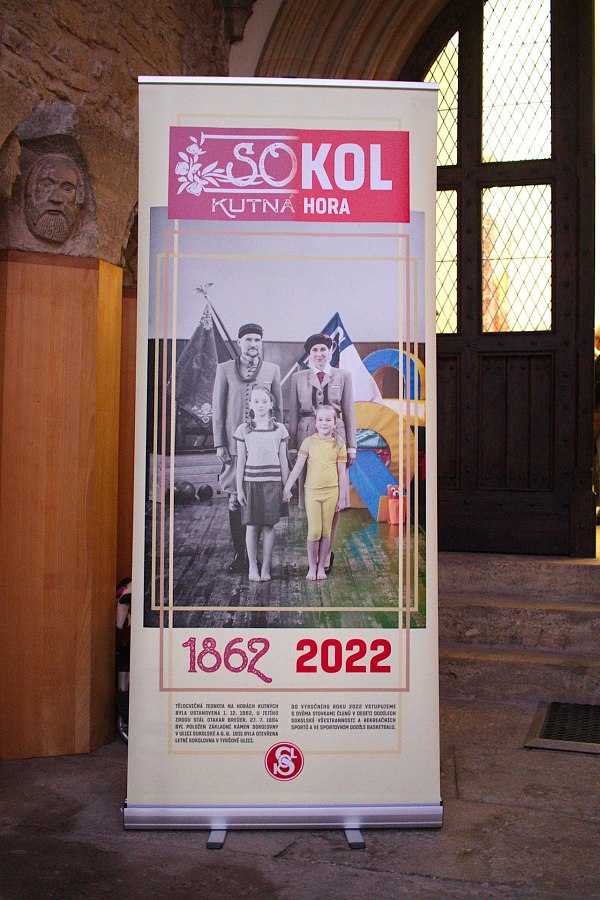 SOKOL
KUTNÁ HORA
1862 2022
TĚLOCVIČNÁ JEDNOTA NA HORÁCH KUTNÝCH
BYLA USTANOVENA 1. 12. 1862, U JEJÍHO
ZRODU STÁL OTAKAR BREÜER. 27. 7. 1884
BYL POLOŽEN ZÁKLADNÍ KÁMEN SOKOLOVNY
V ULICI SOKOLSKÉ A 6. 6. 1931 BYLA OTEVŘENA
LETNÍ SOKOLOVNA V TYRŠOVĚ ULICI.
DO VÝROČNÍHO ROKU 2022 VSTUPUJEME
S DVĚMA STOVKAMI ČLENŮ V DESETI ODDÍLECH
SOKOLSKÉ VŠESTRANNOSTI A REKREAČNÍCH
SPORTŮ A VE SPORTOVNÍM ODDÍLE BASKETBALU.